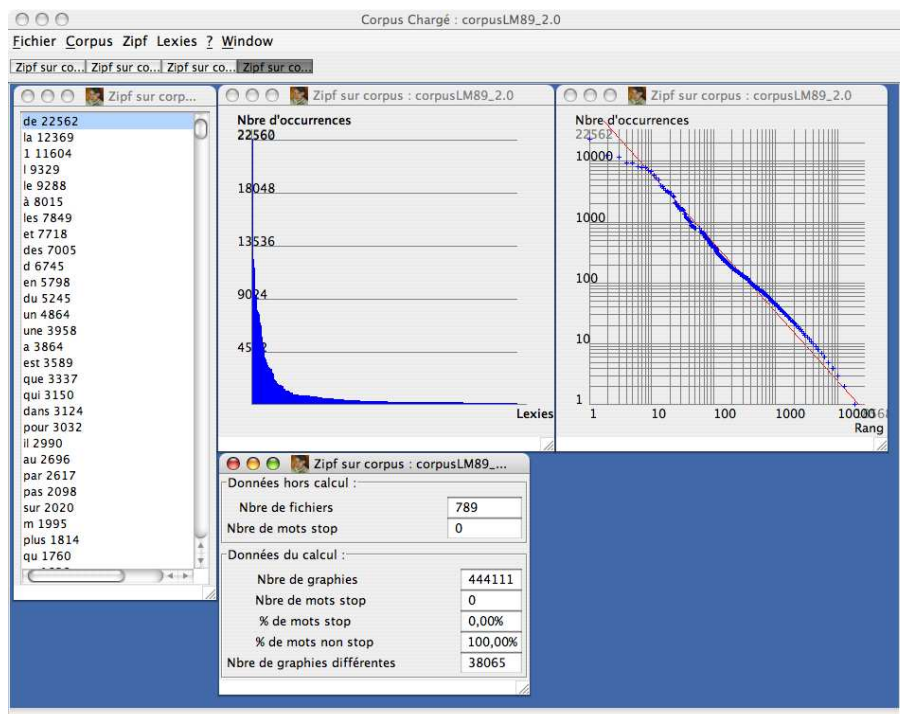 Corpus Chargé : corpusLM89_2.0
Fichier Corpus Zipf Lexies ? Window
Zipf sur co... Zipf sur co... Zipf sur co... Zipf sur co...
Zipf sur corp...
de 22562
la 12369
1 11604
l 9329
le 9288
à 8015
les 7849
et 7718
des 7005
d 6745
en 5798
du 5245
un 4864
une 3958
a 3864
est 3589
que 3337
qui 3150
dans 3124
pour 3032
il 2990
au 2696
par 2617
pas 2098
sur 2020
m 1995
plus 1814
qu 1760
Zipf sur corpus : corpusLM89_2.0
Nbre d'occurrences
22560
18048
13536
9024
Lexies
Zipf sur corpus : corpusLM89_2.0
Nbre d'occurrences
22562
10000
1000
100
10
1
1 10 100 1000 10000
Rang
Zipf sur corpus : corpusLM89_...
Données hors calcul :
Nbre de fichiers 789
Nbre de mots stop 0
Données du calcul :
Nbre de graphies 444111
Nbre de mots stop 0
% de mots stop 0,00%
% de mots non stop 100,00%
Nbre de graphies différentes 38065